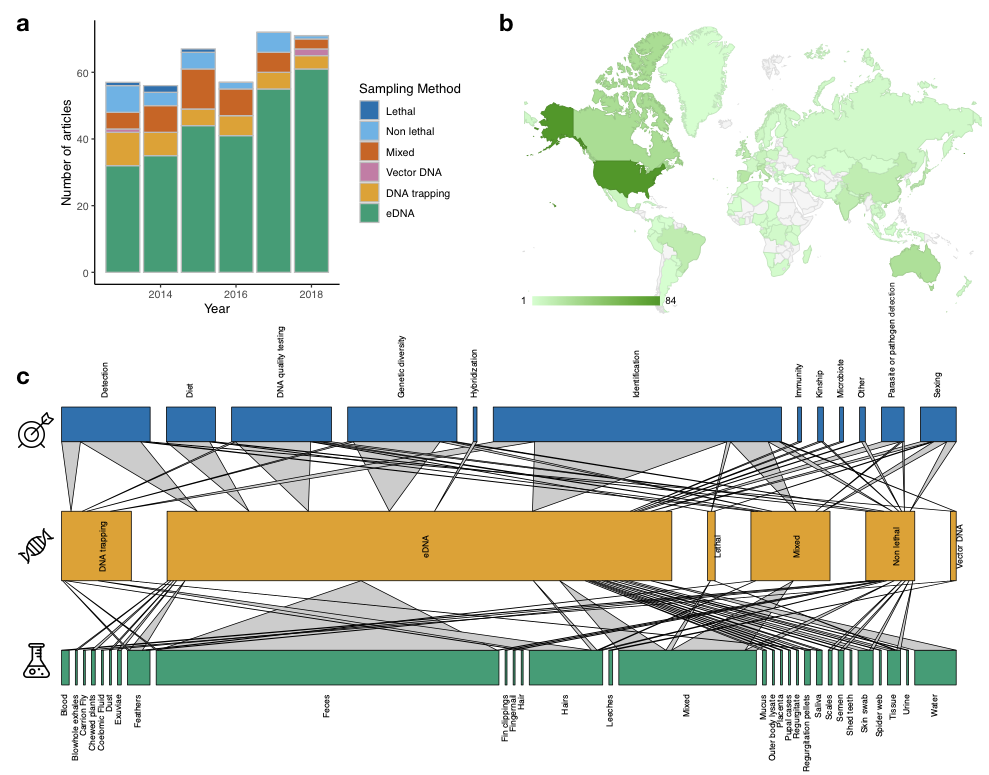 a
b
60
40
20
0
Number of articles
2014
2016
2018
Year
Sampling Method
Lethal
Non lethal
Mixed
Vector DNA
DNA trapping
eDNA
1
84
c
Detection
Diet
DNA quality testing
Genetic diversity
Hybridization
Identification
Immunity
Kinship
Microbiote
Other
Parasite or pathogen detection
Sexing
DNA trapping
eDNA
Lethal
Mixed
Non lethal
Vector DNA
Blood
Blowhole exhales
Carrion Fly
Chewed plants
Coelomic Fluid
Dust
Exuviae
Feathers
Feces
Fin clippings
Fingernail
Hair
Hairs
Leeches
Mixed
Mucus
Outer body lysate
Placenta
Pupal cases
Regurgitate
Regurgitation pellets
Saliva
Scales
Semen
Shed teeth
Skin swab
Spider web
Tissue
Urine
Water